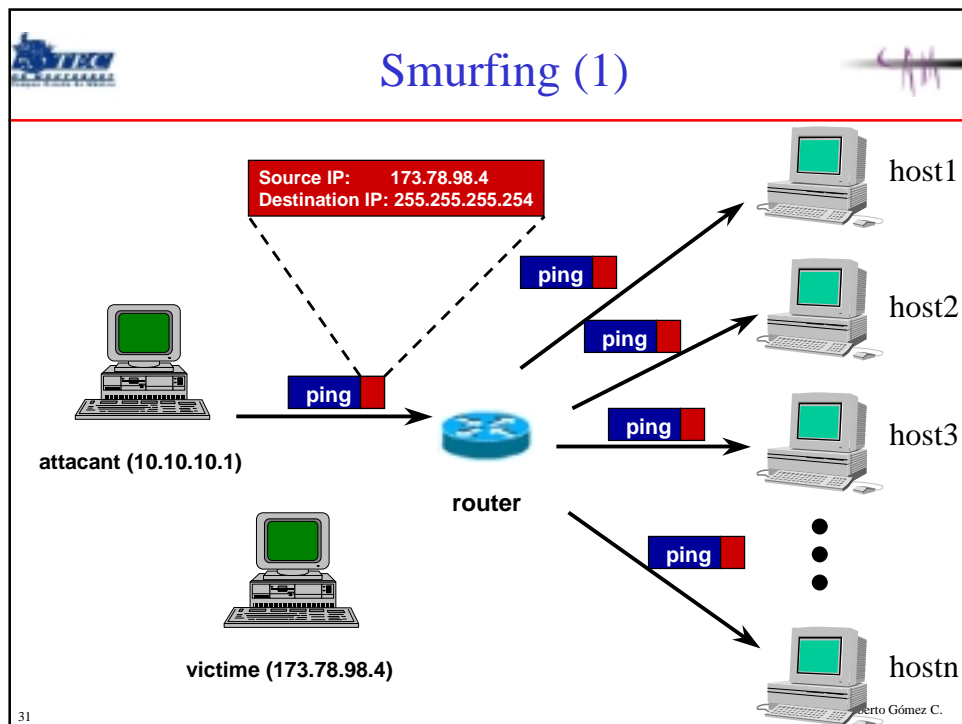 Smurfing (1)
Source IP: 173.78.98.4
Destination IP: 255.255.255.254
host1
ping
host2
ping
ping
ping
host3
attacant (10.10.10.1)
router
ping
victime (173.78.98.4)
hostn
31
Gómez C.